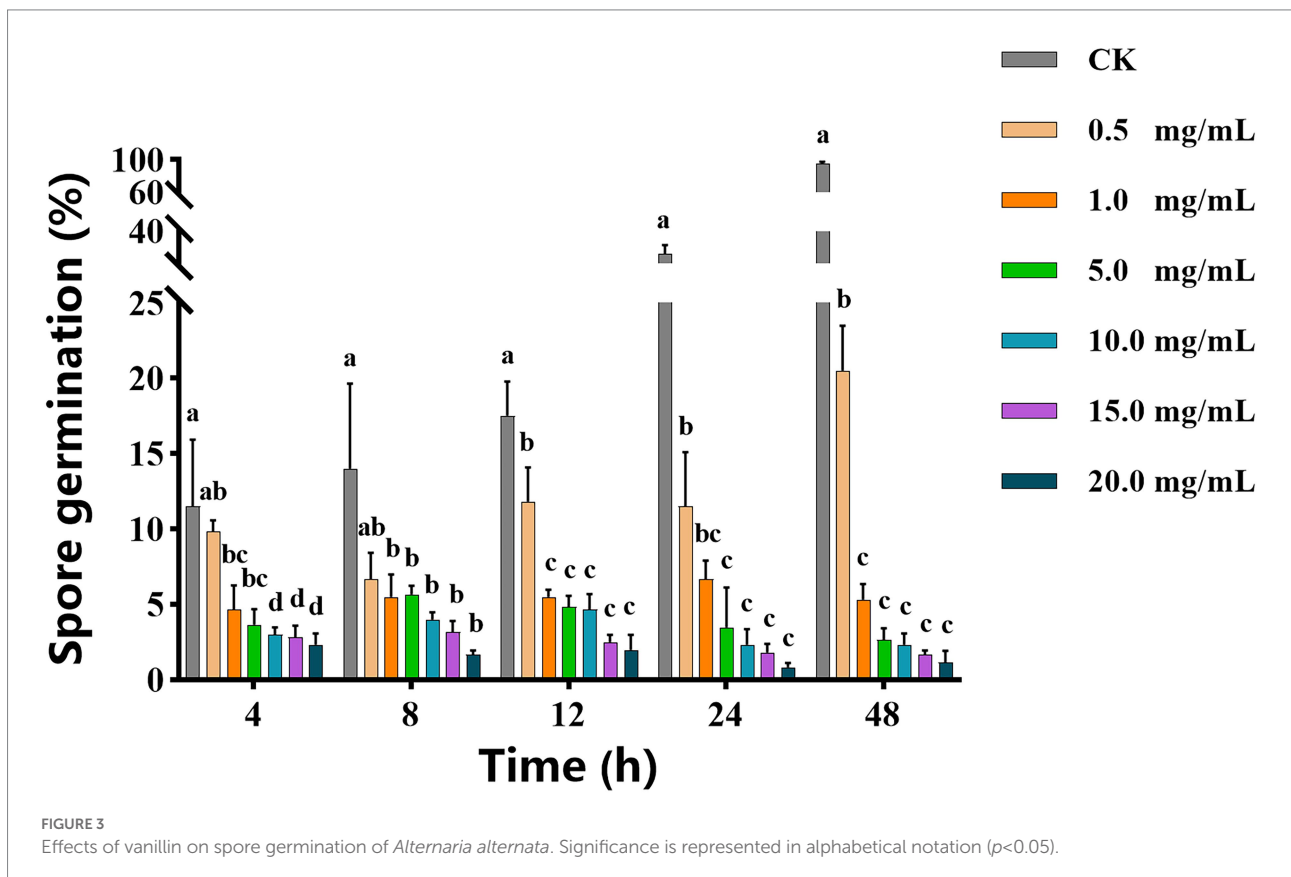 CK
0.5 mg/mL
1.0 mg/mL
5.0 mg/mL
10.0 mg/mL
15.0 mg/mL
20.0 mg/mL
Spore germination (%)
100
60
40
25
20
15
10
5
0
a ab bc bc d d d
a ab b b b b b
a b c c c c c
a b bc c c c c
a b c c c c c
4 8 12 24 48
Time (h)
FIGURE 3
Effects of vanillin on spore germination of Alternaria alternata. Significance is represented in alphabetical notation (p<0.05).